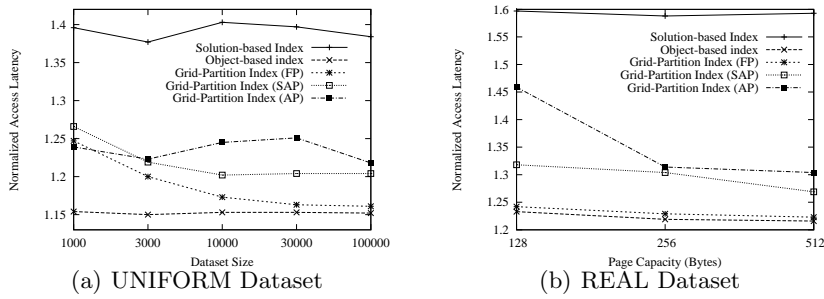 Normalized Access Latency
1.4
1.35
1.3
1.25
1.2
1.15
1000
3000
10000
30000
100000
Dataset Size
Solution-based Index
Object-based index
Grid-Partition Index (FP)
Grid-Partition Index (SAP)
Grid-Partition Index (AP)
(a) UNIFORM Dataset
Normalized Access Latency
1.6
1.55
1.5
1.45
1.4
1.35
1.3
1.25
1.2
128
256
512
Page Capacity (Bytes)
Solution-based Index
Object-based index
Grid-Partition Index (FP)
Grid-Partition Index (SAP)
Grid-Partition Index (AP)
(b) REAL Dataset